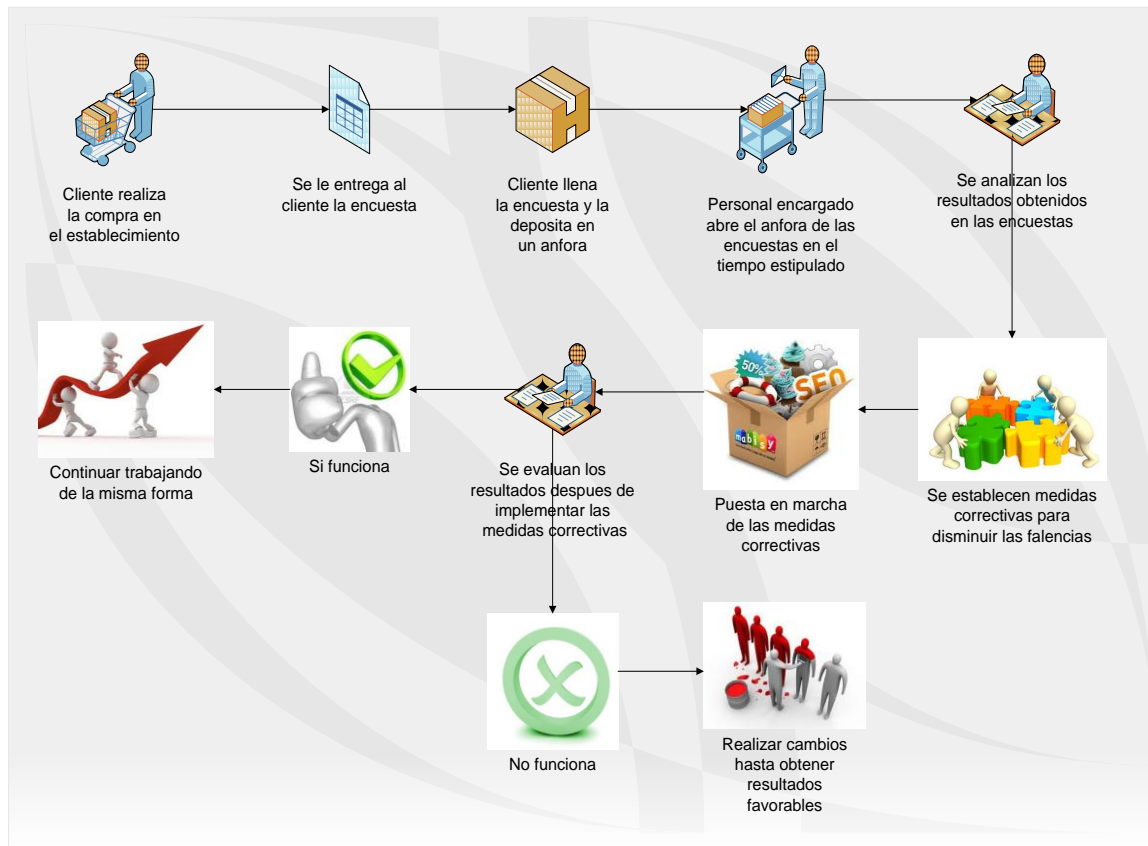 Cliente realiza
la compra en
el establecimiento
Se le entrega al
cliente la encuesta
Cliente llena
la encuesta y la
deposita en
un anfora
Personal encargado
abre el anfora de las
encuestas en el
tiempo estipulado
Se analizan los
resultados obtenidos
en las encuestas
Continuar trabajando
de la misma forma
Si funciona
Se evaluan los
resultados despues de
implementar las
medidas correctivas
50%
SEO
mabisy
Puesta en marcha
de las medidas
correctivas
Se establecen medidas
correctivas para
disminuir las falencias
No funciona
Realizar cambios
hasta obtener
resultados
favorables